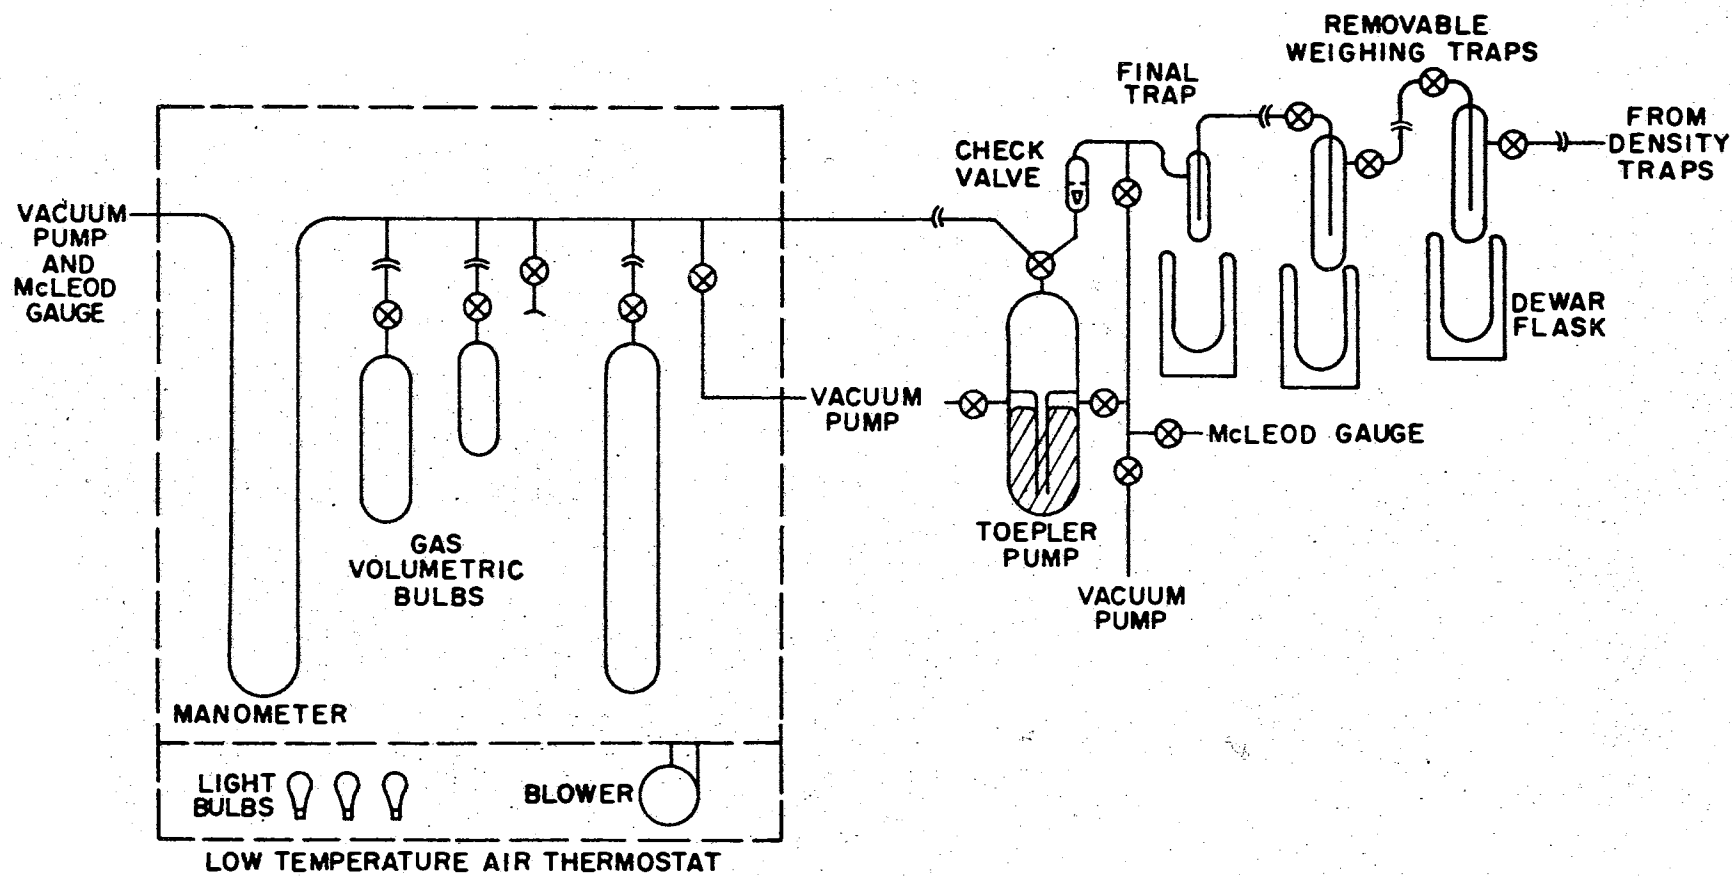 REMOVABLE
WEIGHING TRAPS
FINAL
TRAP
FROM
DENSITY
TRAPS
CHECK
VALVE
VACUUM
PUMP
AND
McLEOD
GAUGE
DEWAR
FLASK
VACUUM
PUMP
McLEOD GAUGE
TOEPLER
PUMP
GAS
VOLUMETRIC
BULBS
VACUUM
PUMP
MANOMETER
LIGHT
BULBS
BLOWER
LOW TEMPERATURE AIR THERMOSTAT